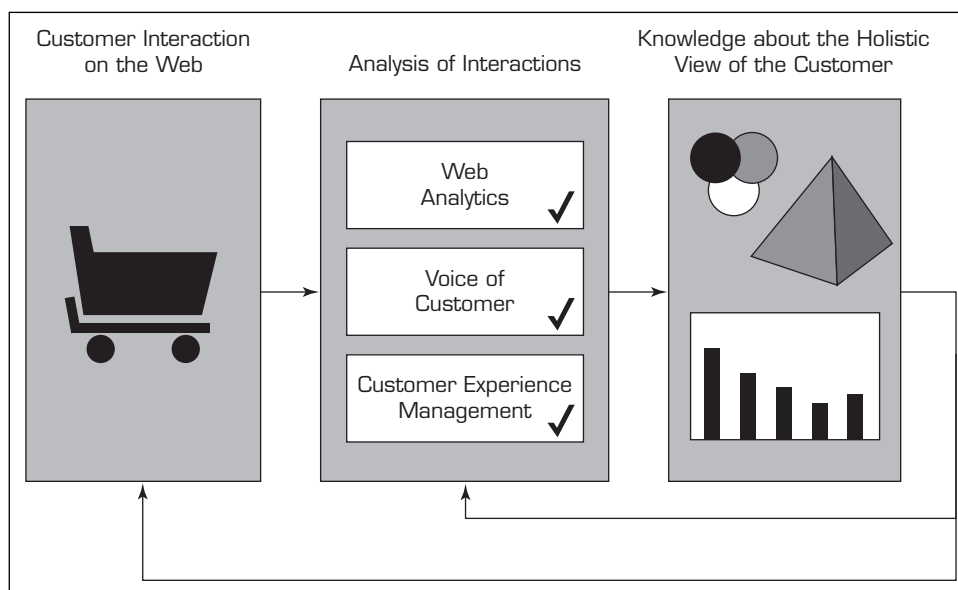 Customer Interaction
on the Web
Analysis of Interactions
Knowledge about the Holistic
View of the Customer
Web
Analytics
Voice of
Customer
Customer Experience
Management